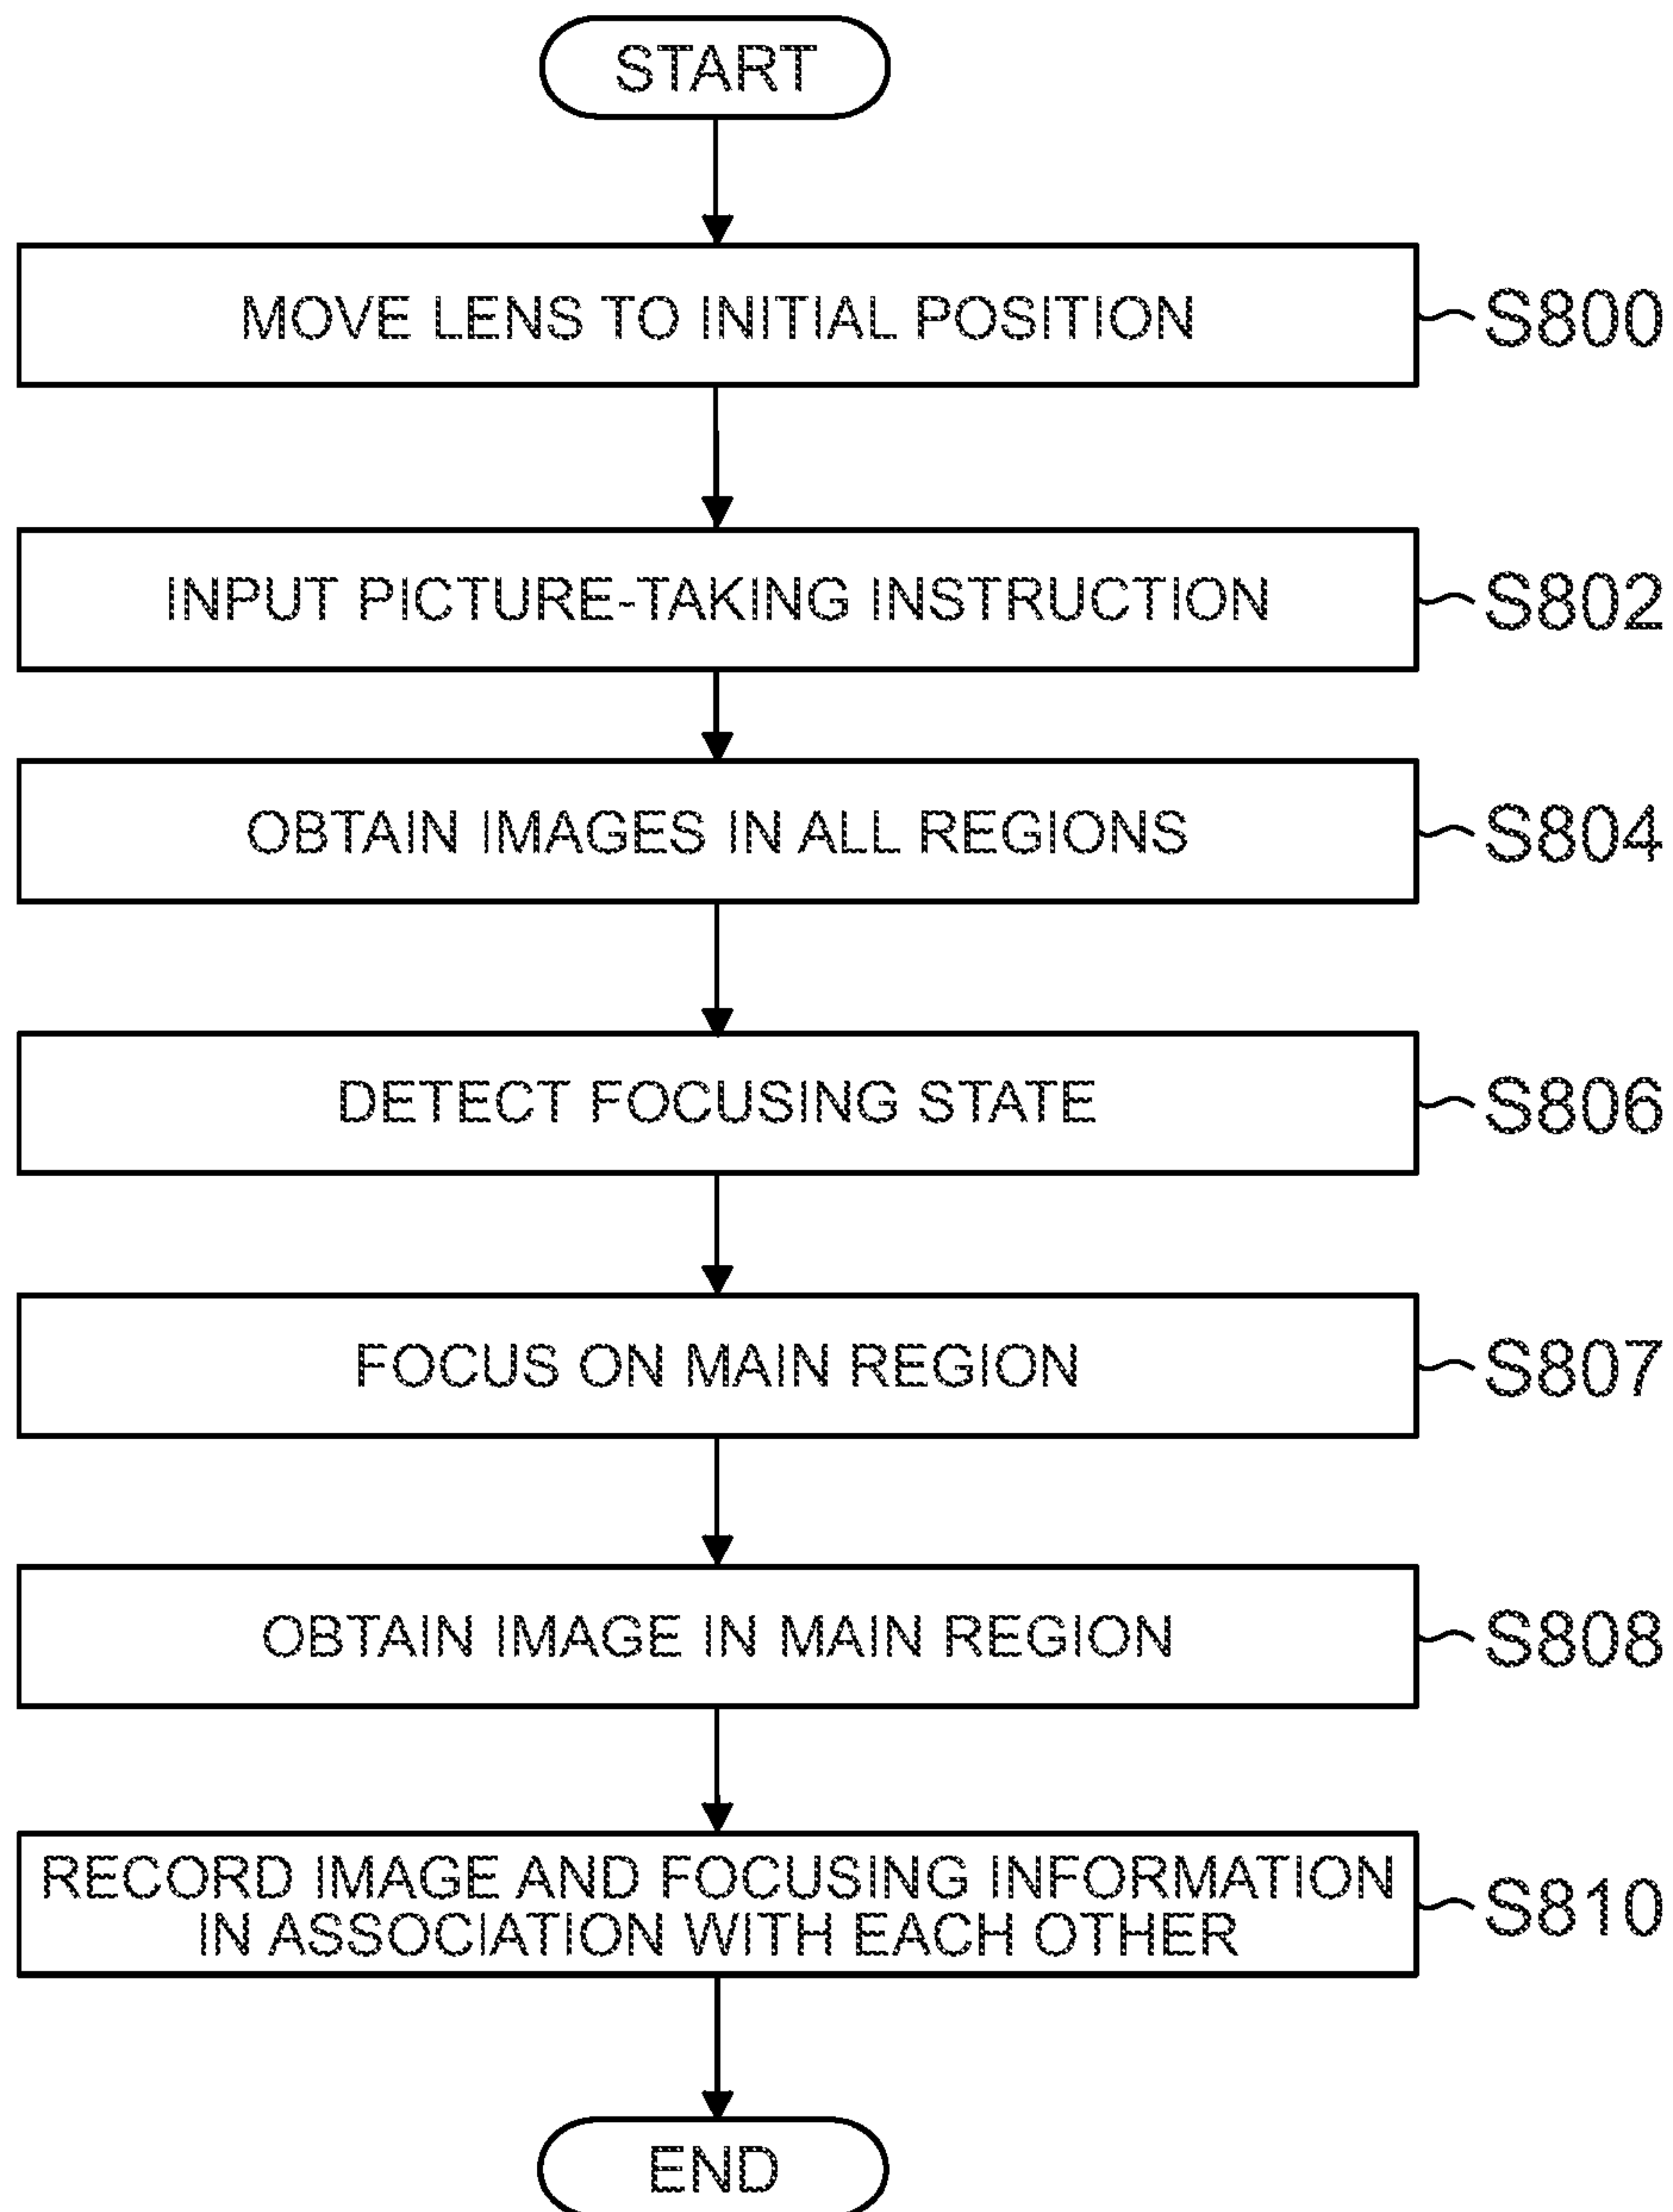 START
MOVE LENS TO INITIAL POSITION
S800
INPUT PICTURE-TAKING INSTRUCTION
S802
OBTAIN IMAGES IN ALL REGIONS
S804
DETECT FOCUSING STATE
S806
FOCUS ON MAIN REGION
S807
OBTAIN IMAGE IN MAIN REGION
S808
RECORD IMAGE AND FOCUSING INFORMATION
IN ASSOCIATION WITH EACH OTHER
S810
END